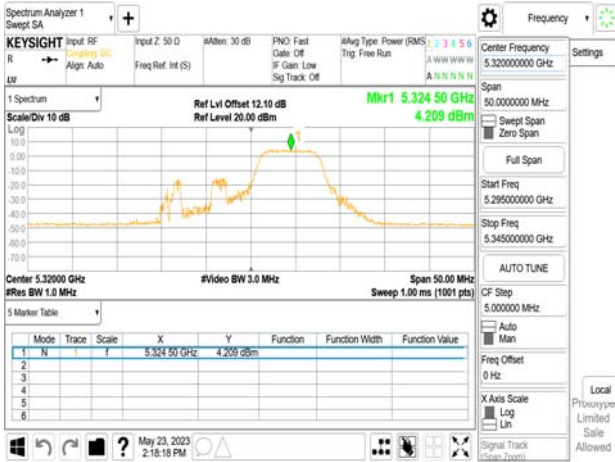 Spectrum Analyzer 1
Swept SA
+
Frequency
KEYSIGHT
R
Input: RF
Coupling: DC
Align: Auto
Input Z: 50 Ω
Freq Ref: Int (S)
#Atten: 30 dB
PNO: Fast
Gate: Off
IF Gain: Low
Sig Track: Off
#Avg Type: Power (RMS
Trig: Free Run
1 2 3 4 5 6
A W W W W W
A N N N N N
1 Spectrum
Scale/Div 10 dB
Ref Lvl Offset 12.10 dB
Ref Level 20.00 dBm
Mkr1 5.324 50 GHz
4.209 dBm
Log
10.0
0.00
-10.0
-20.0
-30.0
-40.0
-50.0
-60.0
-70.0
1
Center 5.32000 GHz
#Res BW 1.0 MHz
#Video BW 3.0 MHz
Span 50.00 MHz
Sweep 1.00 ms (1001 pts)
5 Marker Table
Mode Trace Scale X Y Function Function Width Function Value
1 N 1 f 5.324 50 GHz 4.209 dBm
2
3
4
5
6
May 23, 2023
2:18:18 PM
?
Center Frequency
5.320000000 GHz
Span
50.0000000 MHz
Swept Span
Zero Span
Full Span
Start Freq
5.295000000 GHz
Stop Freq
5.345000000 GHz
AUTO TUNE
CF Step
5.000000 MHz
Auto
Man
Freq Offset
0 Hz
X Axis Scale
Log
Lin
Signal Track
(Span Zoom)
Settings
Local
Prototype
Limited
Sale
Allowed